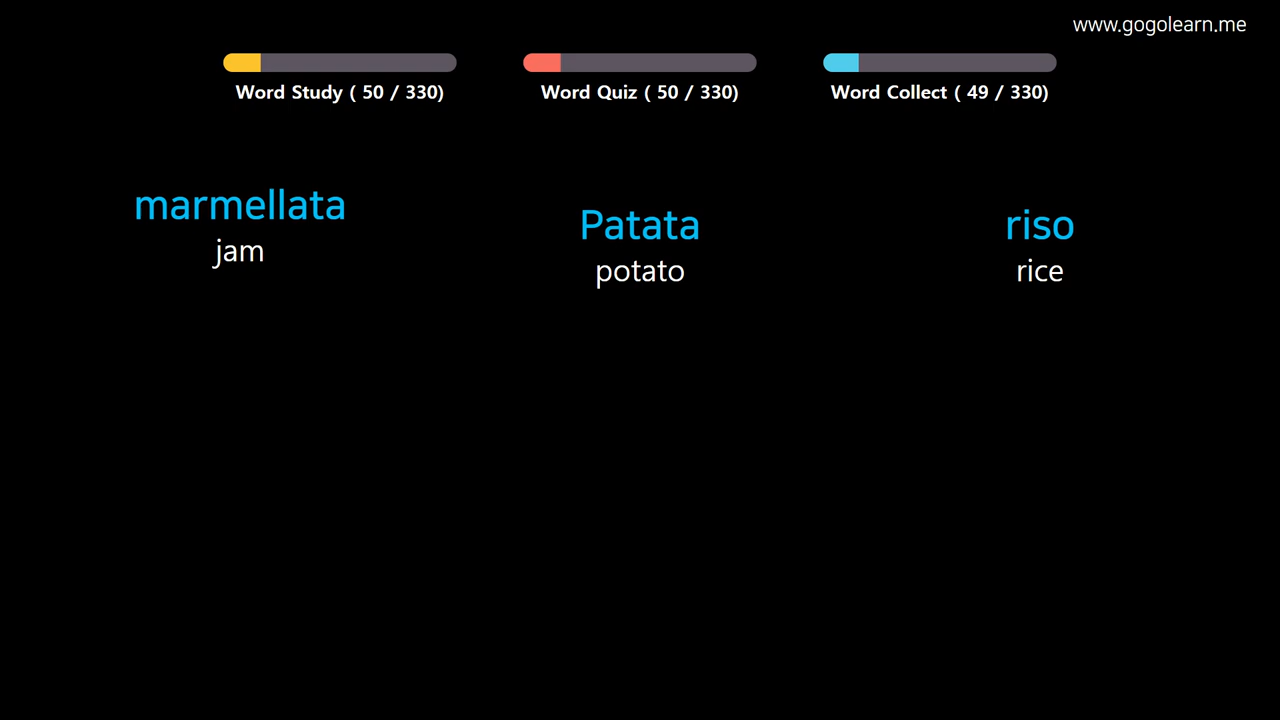 www.gogolearn.me
Word Study ( 50 / 330)
Word Quiz ( 50 / 330)
Word Collect ( 49 / 330)
marmellata
jam
Patata
potato
riso
rice